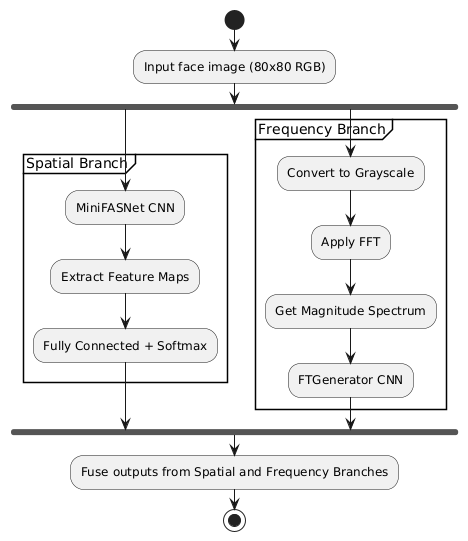 Input face image (80x80 RGB)
Spatial Branch
MiniFASNet CNN
Extract Feature Maps
Fully Connected + Softmax
Frequency Branch
Convert to Grayscale
Apply FFT
Get Magnitude Spectrum
FTGenerator CNN
Fuse outputs from Spatial and Frequency Branches